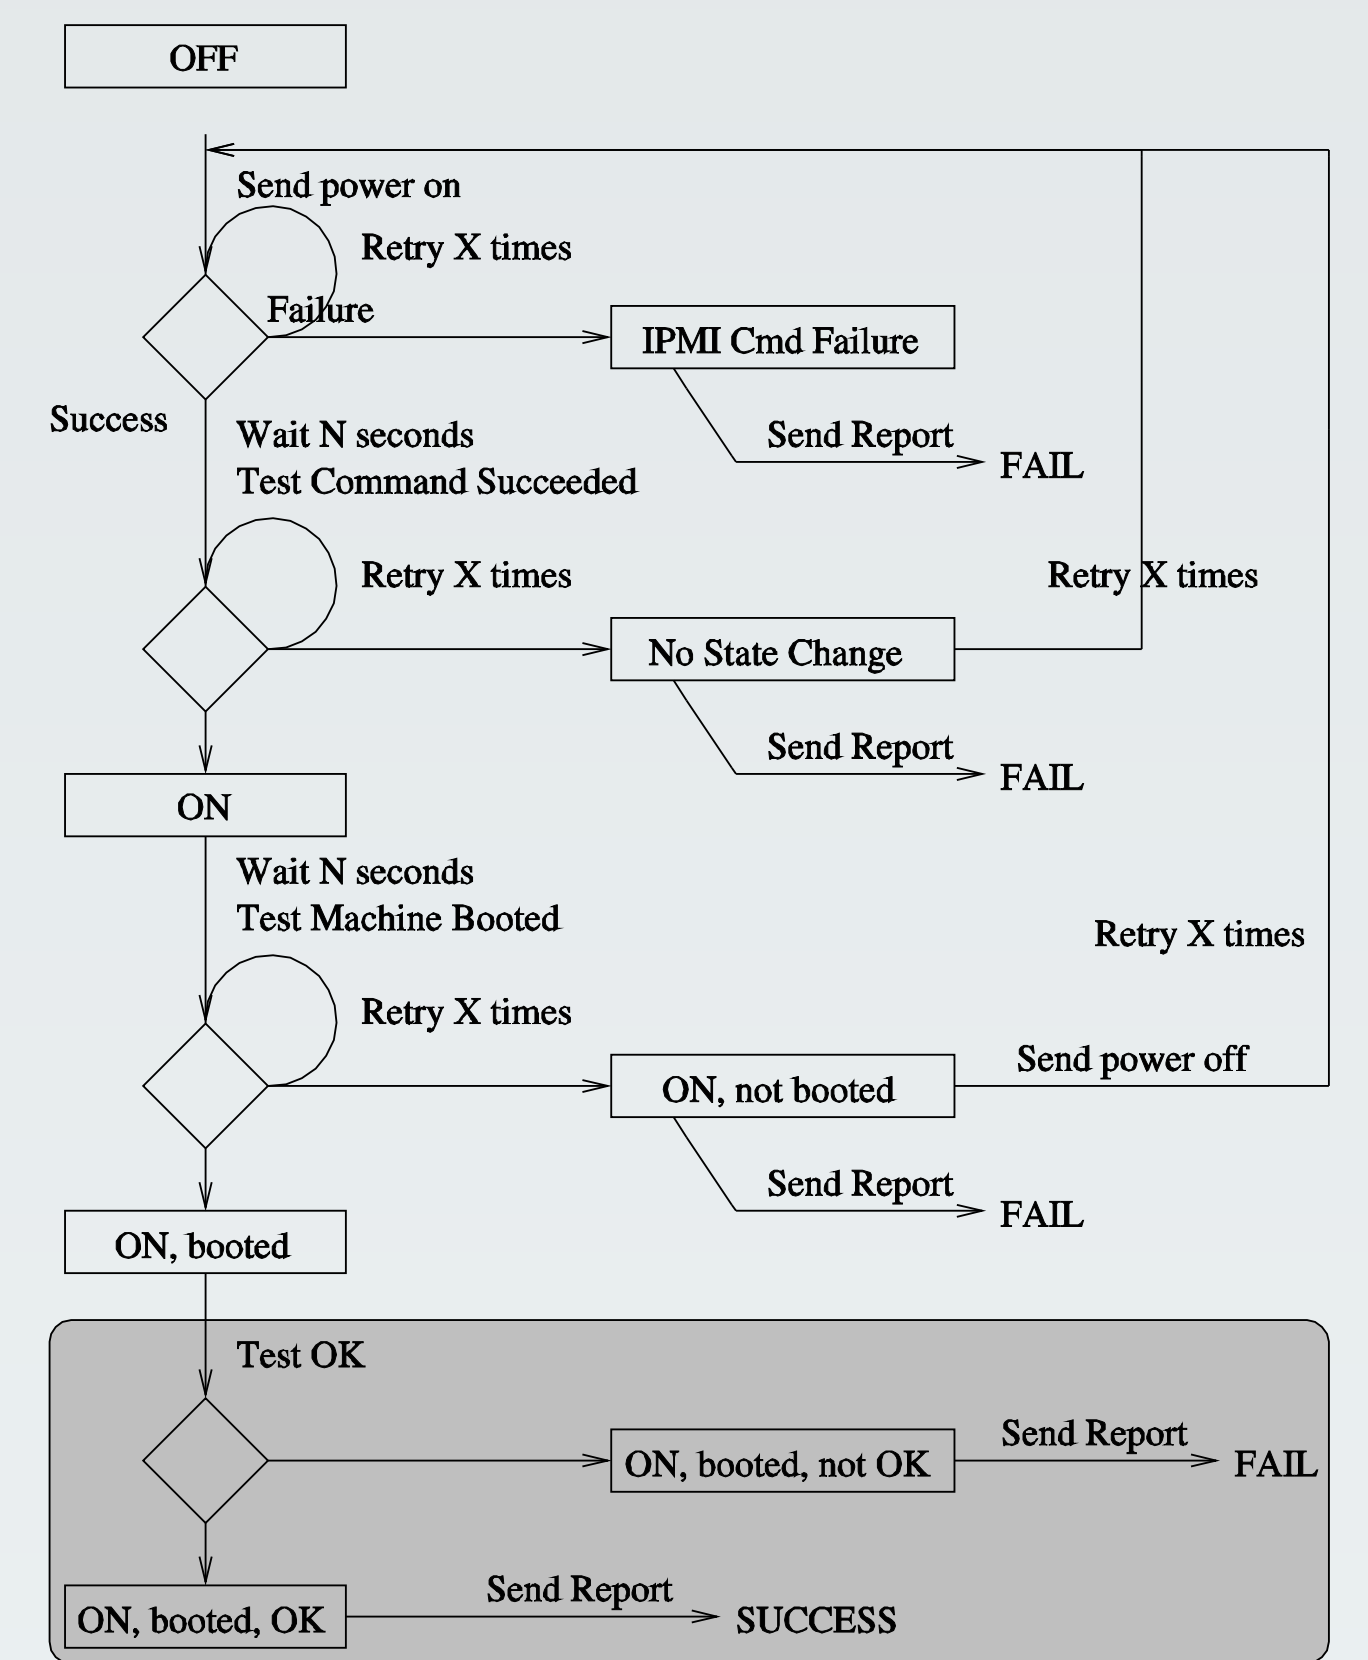 OFF
Send power on
Retry X times
Failure
IPMI Cmd Failure
Success
Wait N seconds
Send Report
FAIL
Test Command Succeeded
Retry X times
Retry X times
No State Change
Send Report
FAIL
ON
Wait N seconds
Test Machine Booted
Retry X times
Retry X times
Send power off
ON, not booted
Send Report
FAIL
ON, booted
Test OK
Send Report
ON, booted, not OK
FAIL
Send Report
ON, booted, OK
SUCCESS